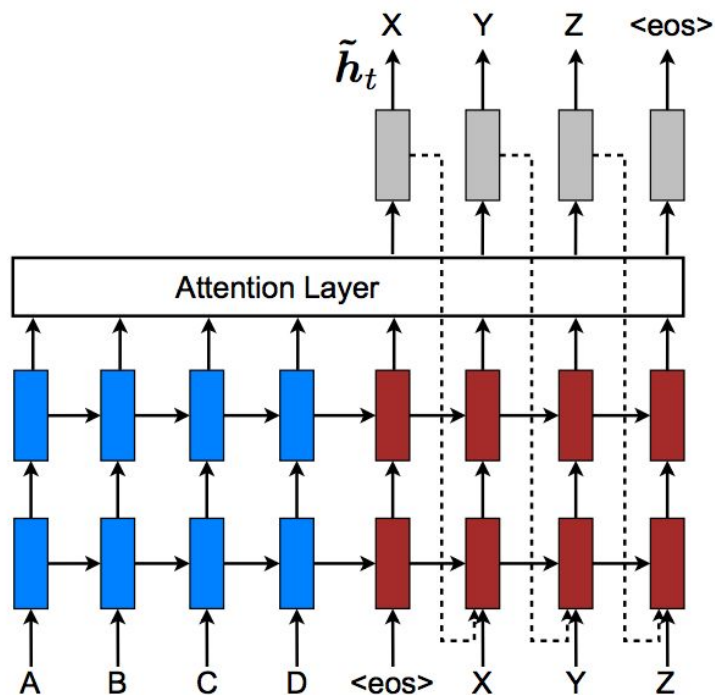 X Y Z <eos>
h̃ₜ
Attention Layer
A B C D <eos> X Y Z